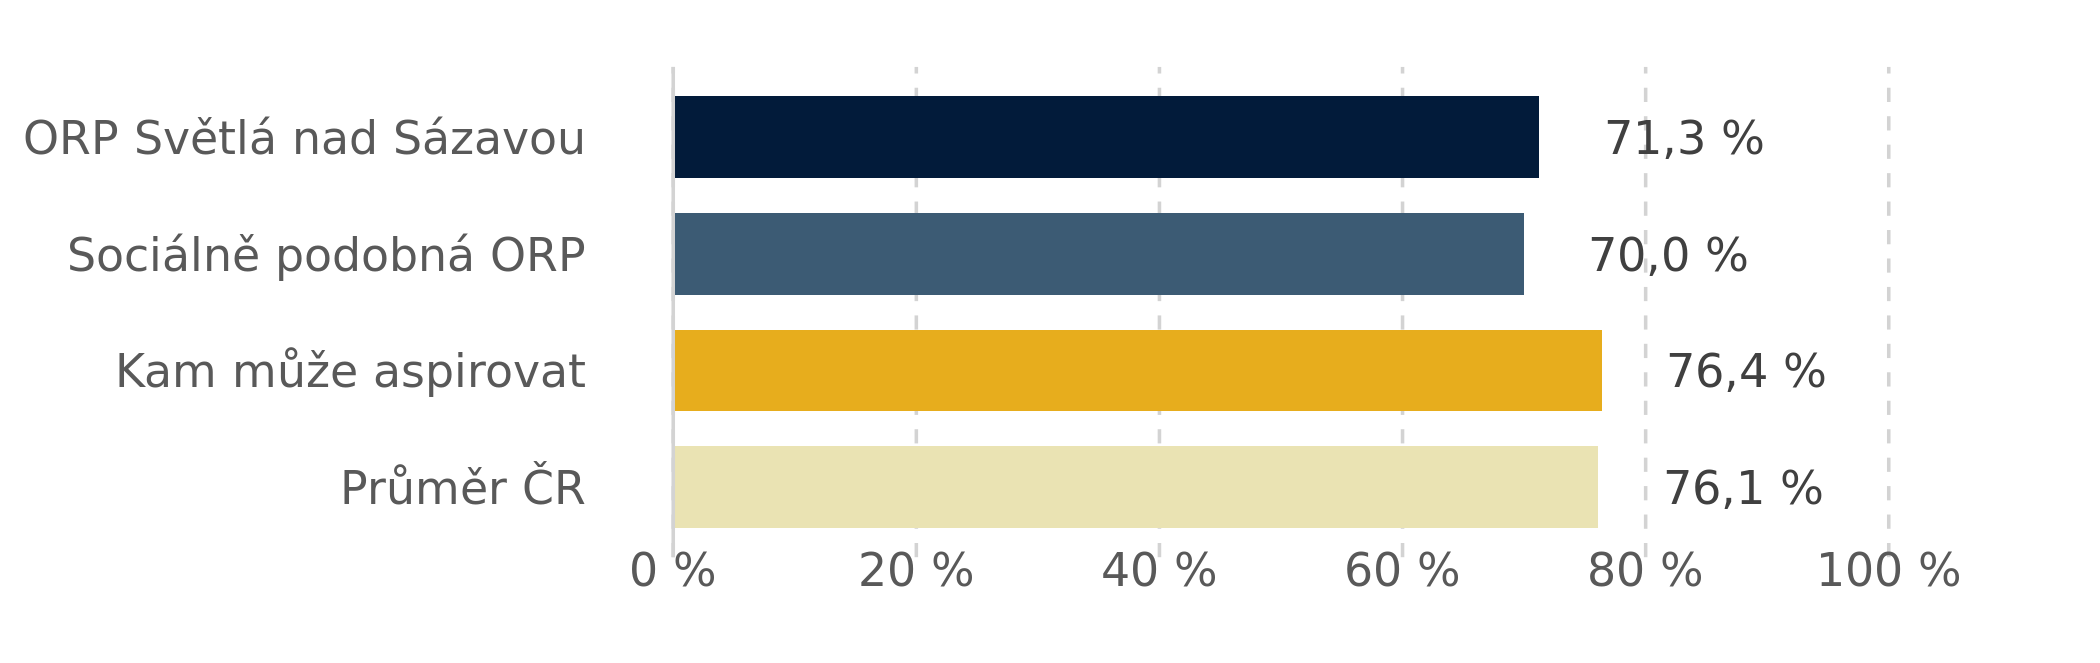 ORP Světlá nad Sázavou 71,3 %
Sociálně podobná ORP 70,0 %
Kam může aspirovat 76,4 %
Průměr ČR 76,1 %
0 % 20 % 40 % 60 % 80 % 100 %